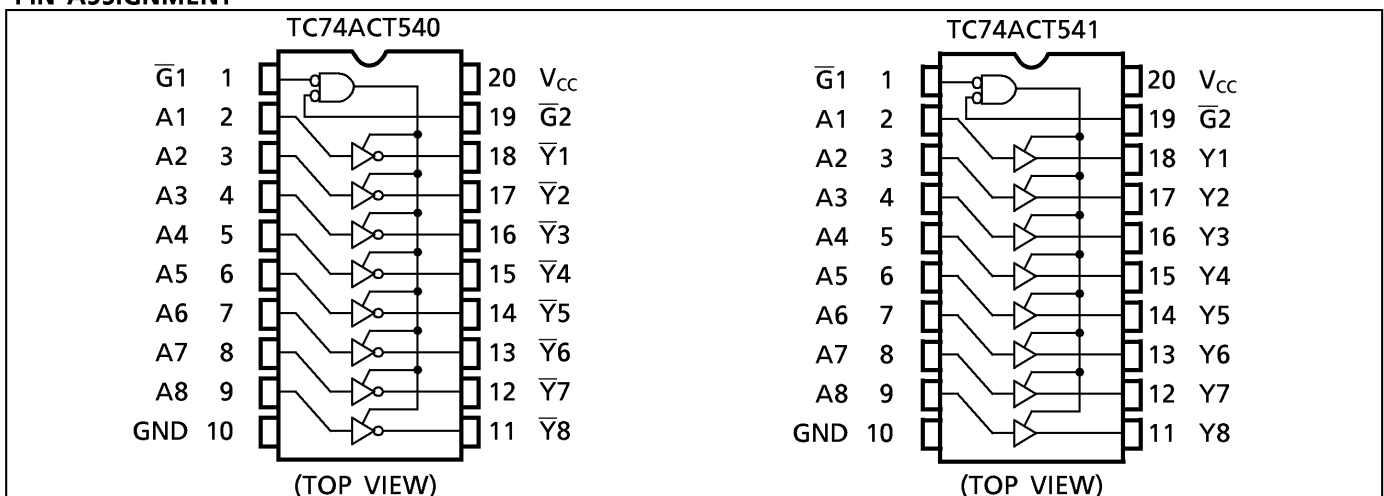 PIN ASSIGNMENT
TC74ACT540
G̅1 1 20 VCC
A1 2 19 G̅2
A2 3 18 Y̅1
A3 4 17 Y̅2
A4 5 16 Y̅3
A5 6 15 Y̅4
A6 7 14 Y̅5
A7 8 13 Y̅6
A8 9 12 Y̅7
GND 10 11 Y̅8
(TOP VIEW)
TC74ACT541
G̅1 1 20 VCC
A1 2 19 G̅2
A2 3 18 Y1
A3 4 17 Y2
A4 5 16 Y3
A5 6 15 Y4
A6 7 14 Y5
A7 8 13 Y6
A8 9 12 Y7
GND 10 11 Y8
(TOP VIEW)